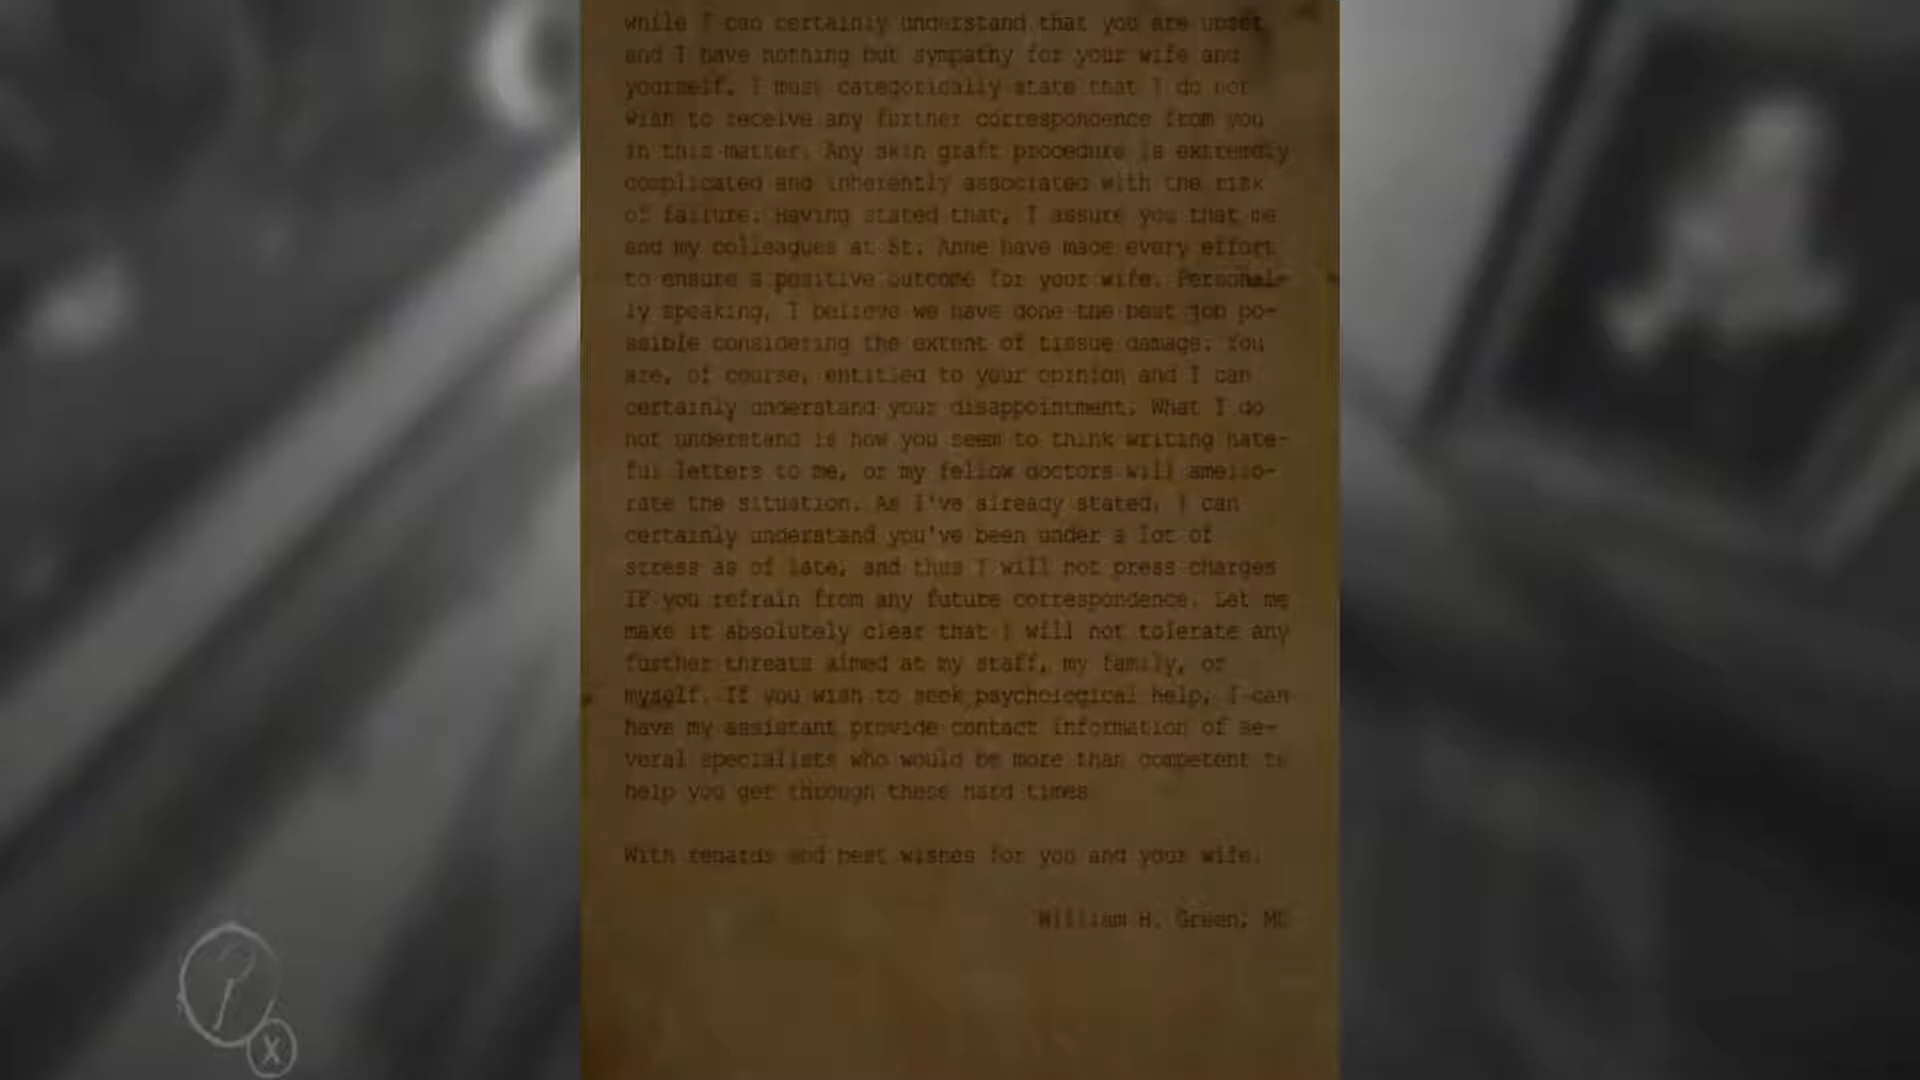 while I can certainly understand that you are upset
and I have nothing but sympathy for your wife and
yourself. I must categorically state that I do not
wish to receive any further correspondence from you
in this matter. Any skin graft procedure is extremely
complicated and inherently associated with the risk
of failure. Having stated that, I assure you that me
and my colleagues at St. Anne have made every effort
to ensure a positive outcome for your wife. Personal-
ly speaking, I believe we have done the best job po-
ssible considering the extent of tissue damage. You
are, of course, entitled to your opinion and I can
certainly understand your disappointment. What I do
not understand is how you seem to think writing hate-
ful letters to me, or my fellow doctors will amelio-
rate the situation. As I've already stated, I can
certainly understand you've been under a lot of
stress as of late, and thus I will not press charges
IF you refrain from any future correspondence. Let me
make it absolutely clear that I will not tolerate any
further threats aimed at my staff, my family, or
myself. If you wish to seek psychological help, I can
have my assistant provide contact information of se-
veral specialists who would be more than competent to
help you get through these hard times.
With regards and best wishes for you and your wife.
William H. Green, MD
X